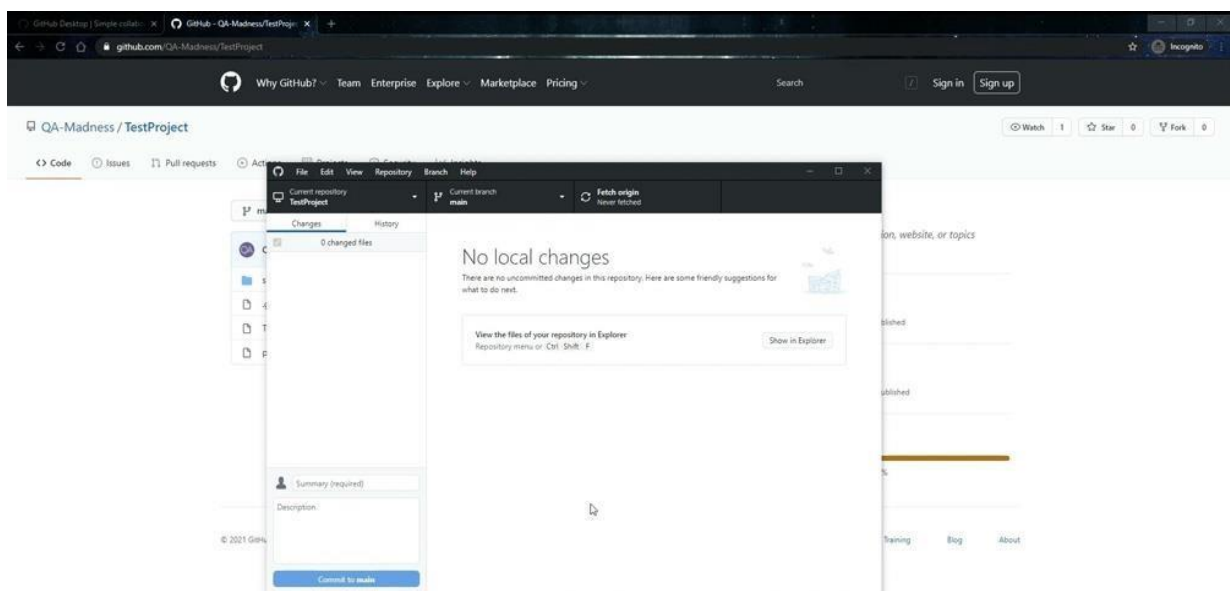 GitHub Desktop | Simple collab
GitHub - QA-Madness/TestProje
github.com/QA-Madness/TestProject
Incognito
Why GitHub? Team Enterprise Explore Marketplace Pricing
Search
/
Sign in
Sign up
QA-Madness / TestProject
Watch 1
Star 0
Fork 0
Code
Issues
Pull requests
File Edit View Repository Branch Help
Current repository
TestProject
Current branch
main
Fetch origin
Never fetched
Changes
History
0 changed files
No local changes
There are no uncommitted changes in this repository. Here are some friendly suggestions for
what to do next.
View the files of your repository in Explorer
Repository menu or Ctrl Shift F
Show in Explorer
website, or topics
Summary (required)
Description
Commit to main
© 2021 GitHu
Training
Blog
About